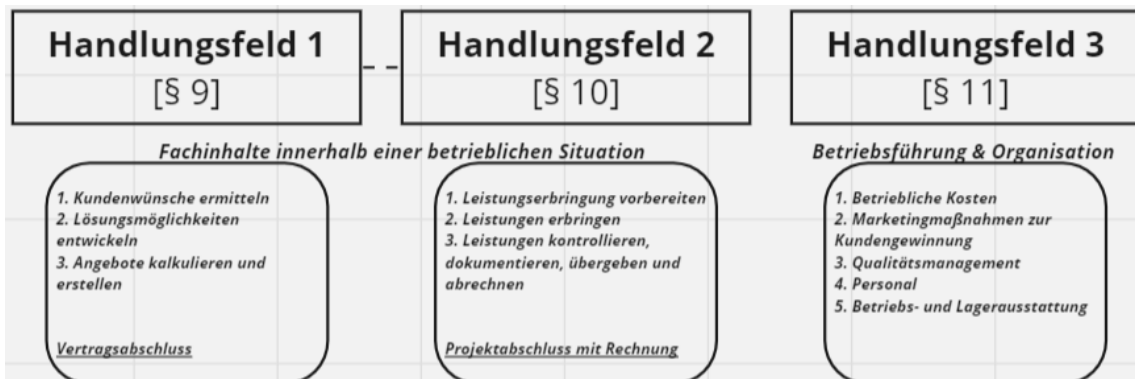 Handlungsfeld 1
[§ 9]
Handlungsfeld 2
[§ 10]
Handlungsfeld 3
[§ 11]
Fachinhalte innerhalb einer betrieblichen Situation
Betriebsführung & Organisation
1. Kundenwünsche ermitteln
2. Lösungsmöglichkeiten
entwickeln
3. Angebote kalkulieren und
erstellen
Vertragsabschluss
1. Leistungserbringung vorbereiten
2. Leistungen erbringen
3. Leistungen kontrollieren,
dokumentieren, übergeben und
abrechnen
Projektabschluss mit Rechnung
1. Betriebliche Kosten
2. Marketingmaßnahmen zur
Kundengewinnung
3. Qualitätsmanagement
4. Personal
5. Betriebs- und Lagerausstattung